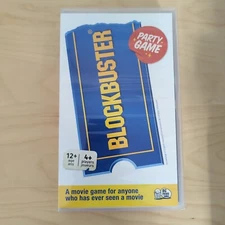 PARTY
GAME
BLOCKBUSTER®
12+
4+
A movie game for anyone
who has ever seen a movie